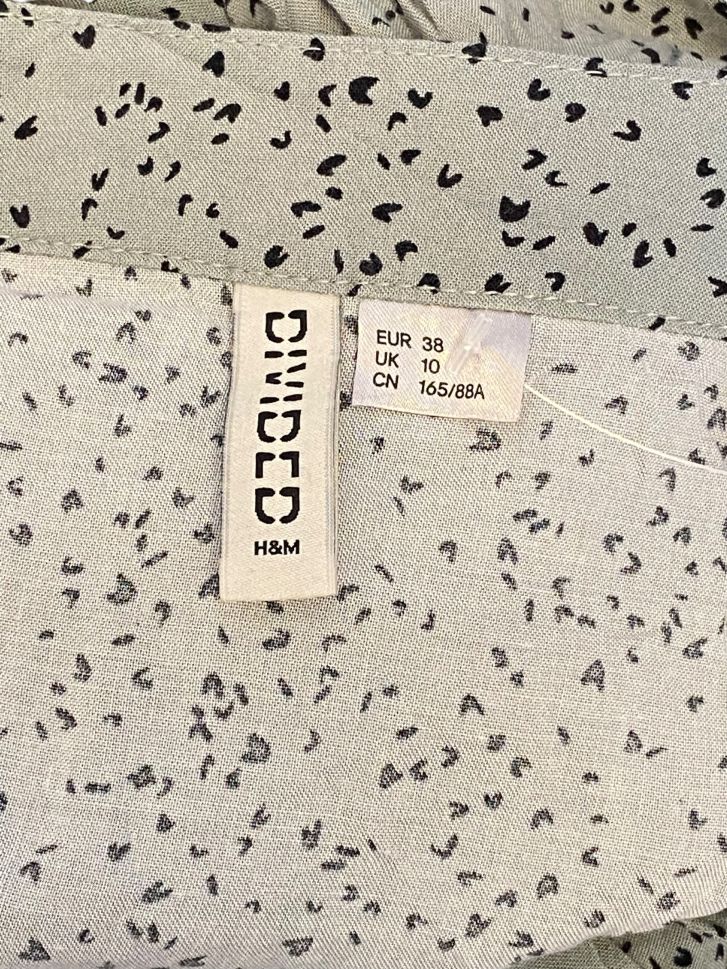 DIVIDED
H&M
EUR 38
UK 10
CN 165/88A